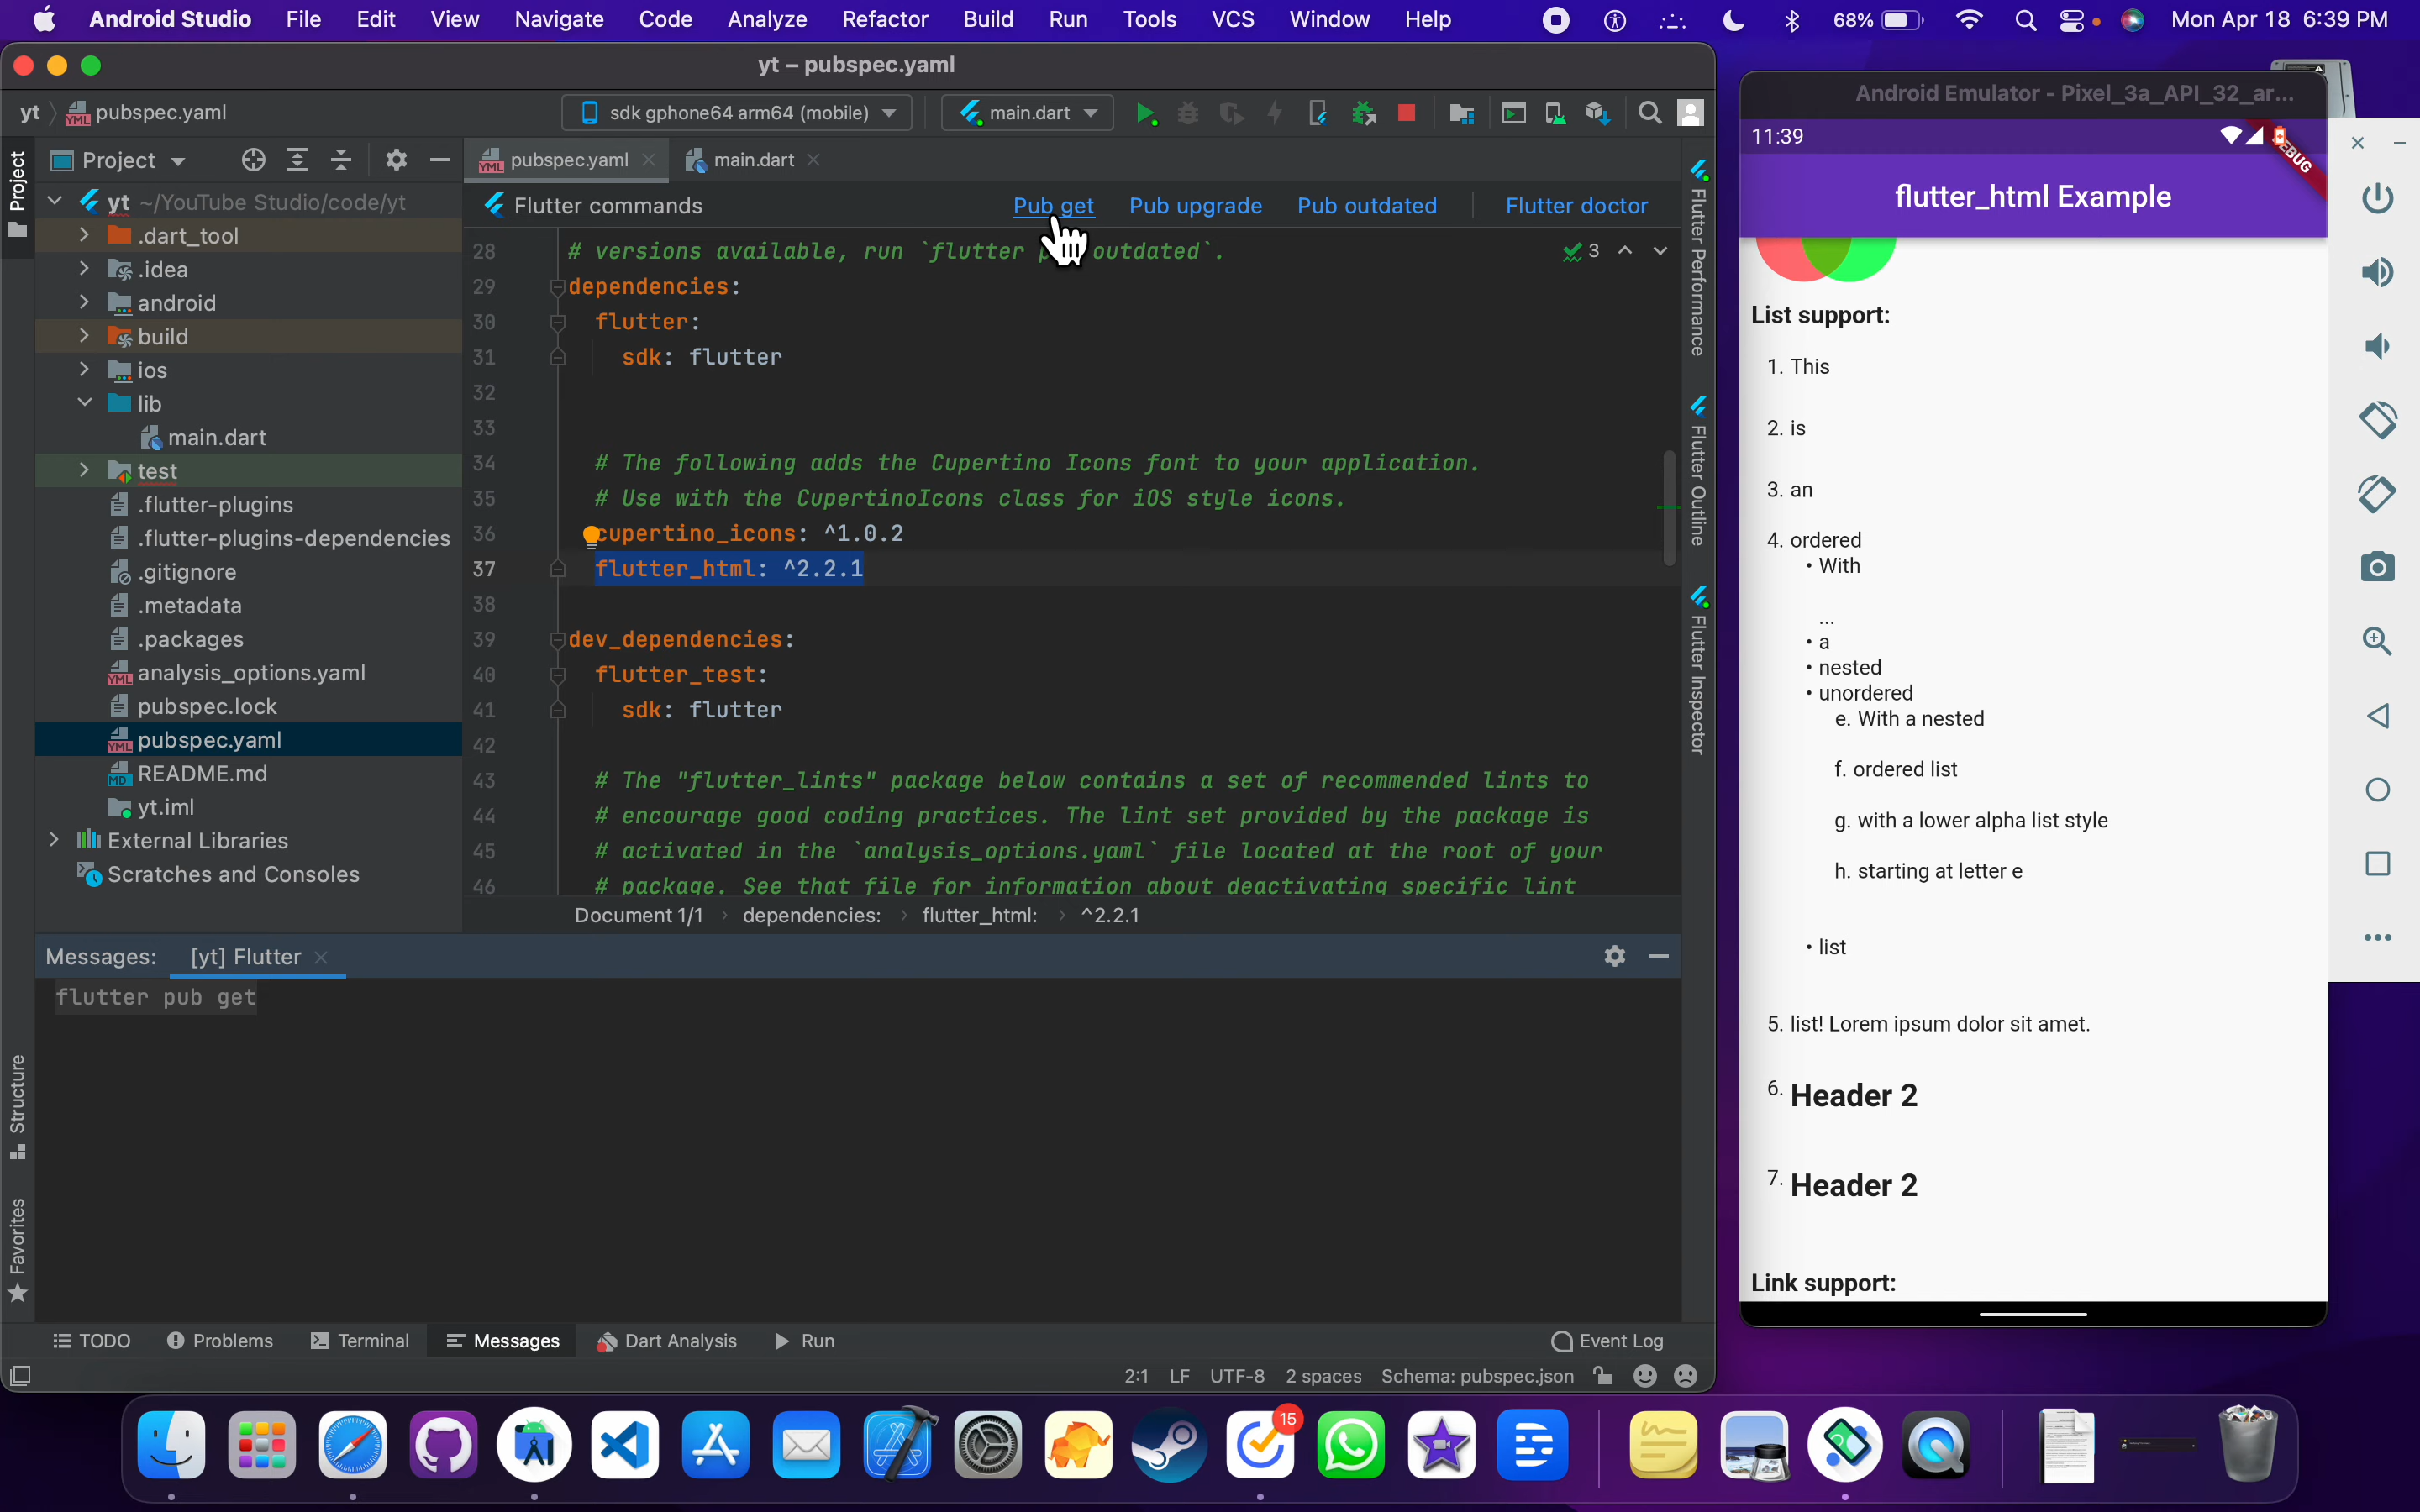 Android Studio File Edit View Navigate Code Analyze Refactor Build Run Tools VCS Window Help 68% Mon Apr 18 6:39 PM
yt – pubspec.yaml
yt pubspec.yaml sdk gphone64 arm64 (mobile) main.dart
Project
Project
pubspec.yaml main.dart
yt ~/YouTube Studio/code/yt
.dart_tool
.idea
android
build
ios
lib
main.dart
test
.flutter-plugins
.flutter-plugins-dependencies
.gitignore
.metadata
.packages
analysis_options.yaml
pubspec.lock
pubspec.yaml
README.md
yt.iml
External Libraries
Scratches and Consoles
Structure
Favorites
Flutter commands Pub get Pub upgrade Pub outdated Flutter doctor
3
28 # versions available, run `flutter outdated`.
29 dependencies:
30 flutter:
31 sdk: flutter
32
33
34 # The following adds the Cupertino Icons font to your application.
35 # Use with the CupertinoIcons class for iOS style icons.
36 cupertino_icons: ^1.0.2
37 flutter_html: ^2.2.1
38
39 dev_dependencies:
40 flutter_test:
41 sdk: flutter
42
43 # The "flutter_lints" package below contains a set of recommended lints to
44 # encourage good coding practices. The lint set provided by the package is
45 # activated in the `analysis_options.yaml` file located at the root of your
46 # package. See that file for information about deactivating specific lint
Document 1/1 › dependencies: › flutter_html: › ^2.2.1
Flutter Performance
Flutter Outline
Flutter Inspector
Messages: [yt] Flutter
flutter pub get
TODO Problems Terminal Messages Dart Analysis Run Event Log
2:1 LF UTF-8 2 spaces Schema: pubspec.json
Android Emulator - Pixel_3a_API_32_ar...
11:39
flutter_html Example
List support:
1. This
2. is
3. an
4. ordered
• With
...
• a
• nested
• unordered
e. With a nested
f. ordered list
g. with a lower alpha list style
h. starting at letter e
• list
5. list! Lorem ipsum dolor sit amet.
6. Header 2
7. Header 2
Link support:
15